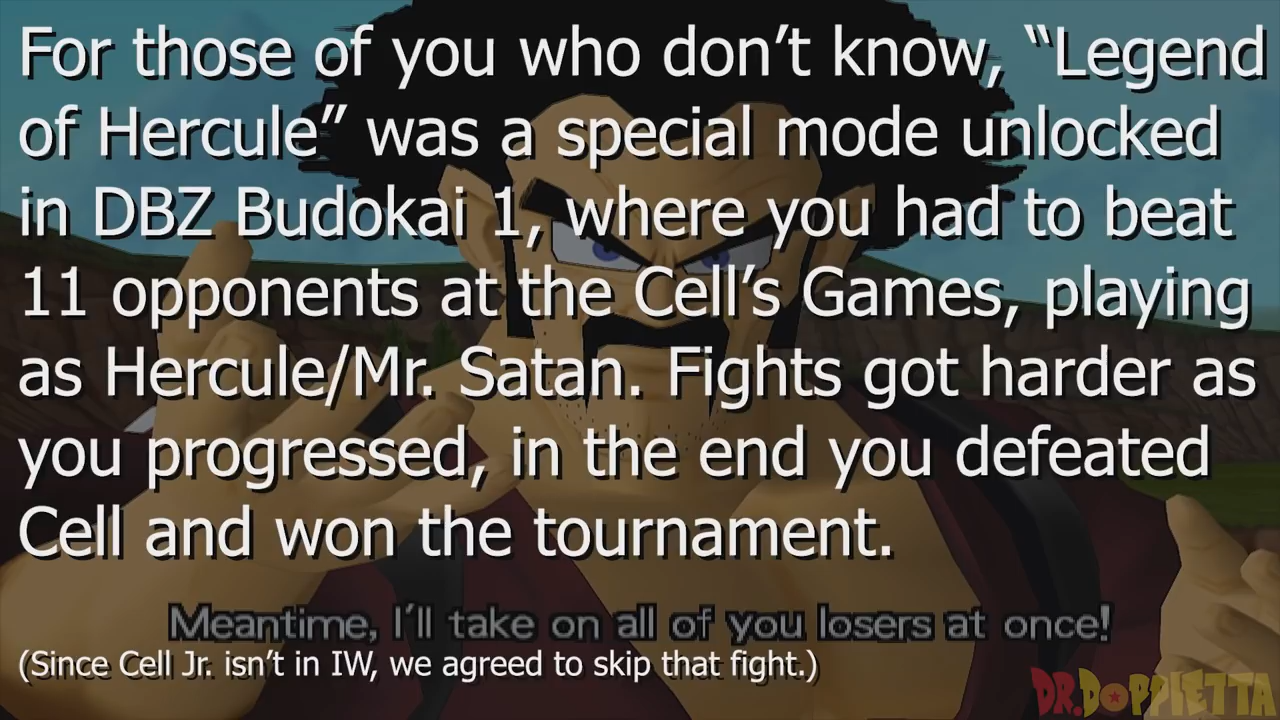 For those of you who don’t know, “Legend
of Hercule” was a special mode unlocked
in DBZ Budokai 1, where you had to beat
11 opponents at the Cell’s Games, playing
as Hercule/Mr. Satan. Fights got harder as
you progressed, in the end you defeated
Cell and won the tournament.
Meantime, I'll take on all of you losers at once!
(Since Cell Jr. isn’t in IW, we agreed to skip that fight.)
DR.DOPPIETTA